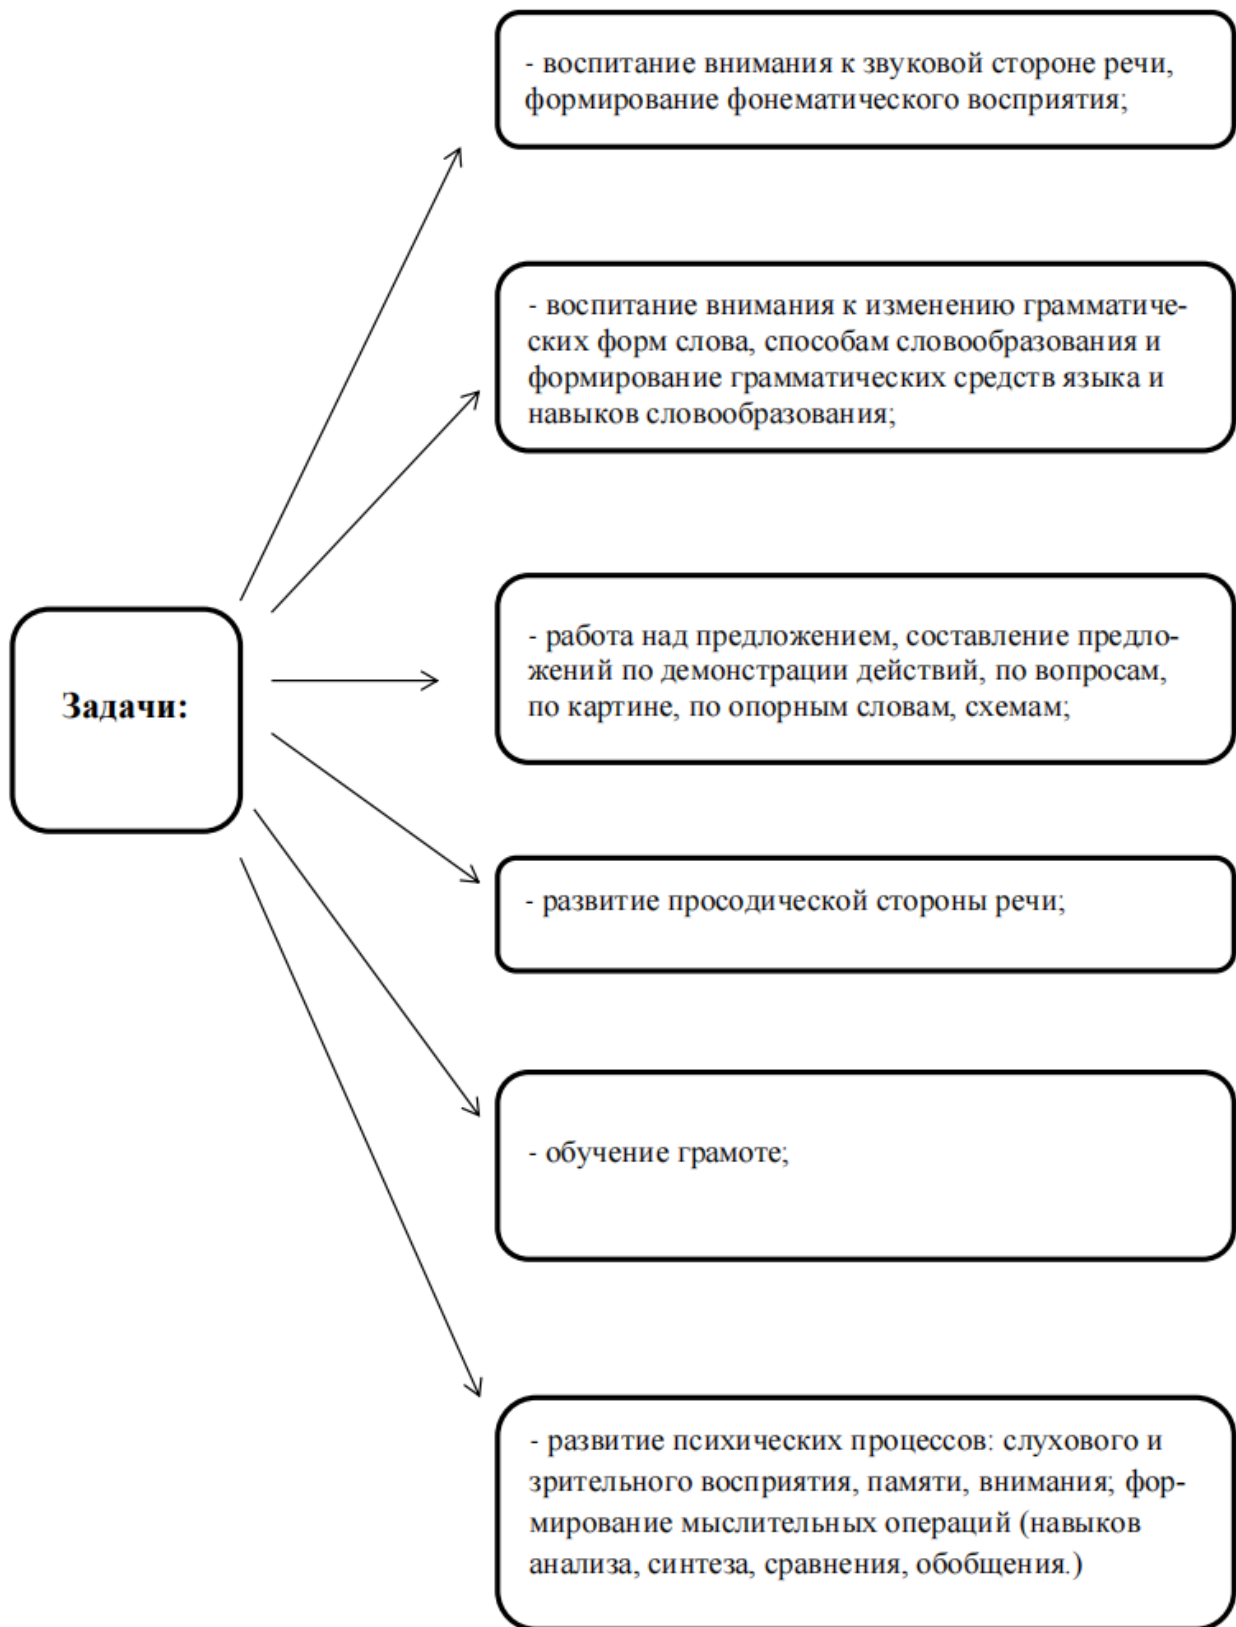 - воспитание внимания к звуковой стороне речи,
формирование фонематического восприятия;
- воспитание внимания к изменению грамматиче-
ских форм слова, способам словообразования и
формирование грамматических средств языка и
навыков словообразования;
Задачи:
- работа над предложением, составление предло-
жений по демонстрации действий, по вопросам,
по картине, по опорным словам, схемам;
- развитие просодической стороны речи;
- обучение грамоте;
- развитие психических процессов: слухового и
зрительного восприятия, памяти, внимания; фор-
мирование мыслительных операций (навыков
анализа, синтеза, сравнения, обобщения.)